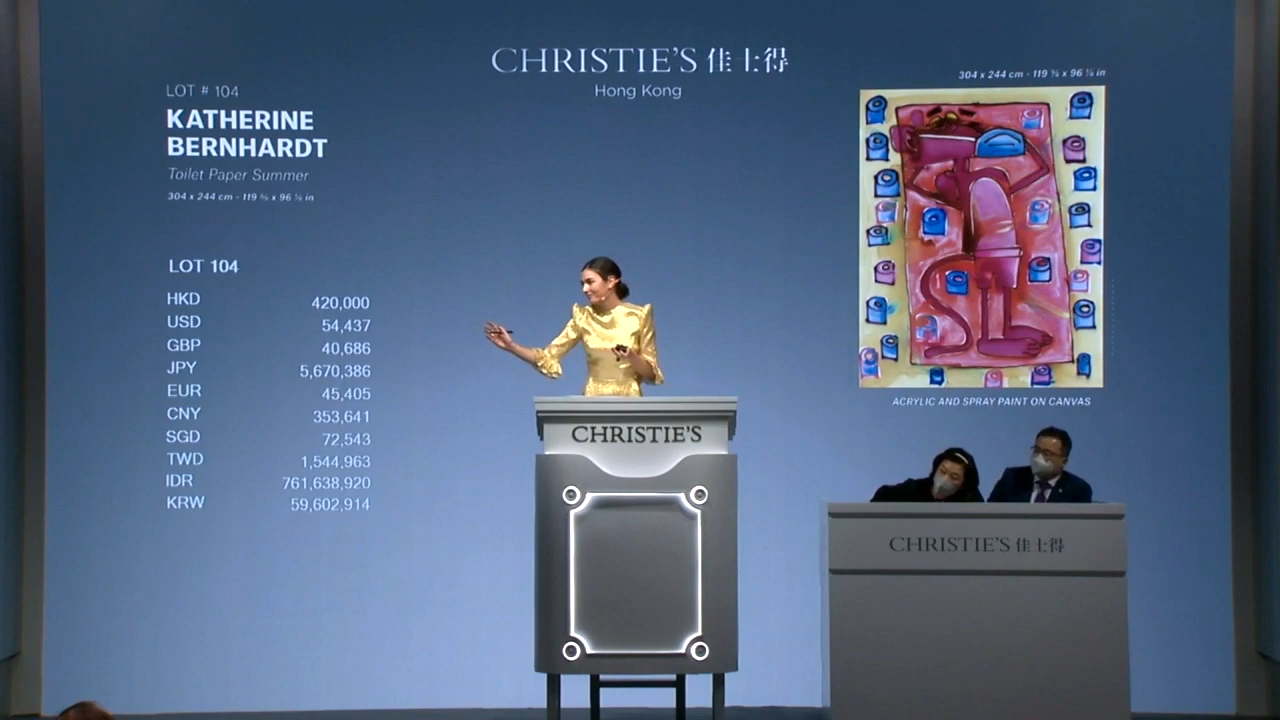 CHRISTIE'S 佳士得
Hong Kong
LOT # 104
KATHERINE
BERNHARDT
Toilet Paper Summer
304 x 244 cm - 119 ¾ x 96 ⅛ in
LOT 104
HKD 420,000
USD 54,437
GBP 40,686
JPY 5,670,386
EUR 45,405
CNY 353,641
SGD 72,543
TWD 1,544,963
IDR 761,638,920
KRW 59,602,914
304 x 244 cm - 119 ¾ x 96 ⅛ in
ACRYLIC AND SPRAY PAINT ON CANVAS
CHRISTIE'S
CHRISTIE'S 佳士得